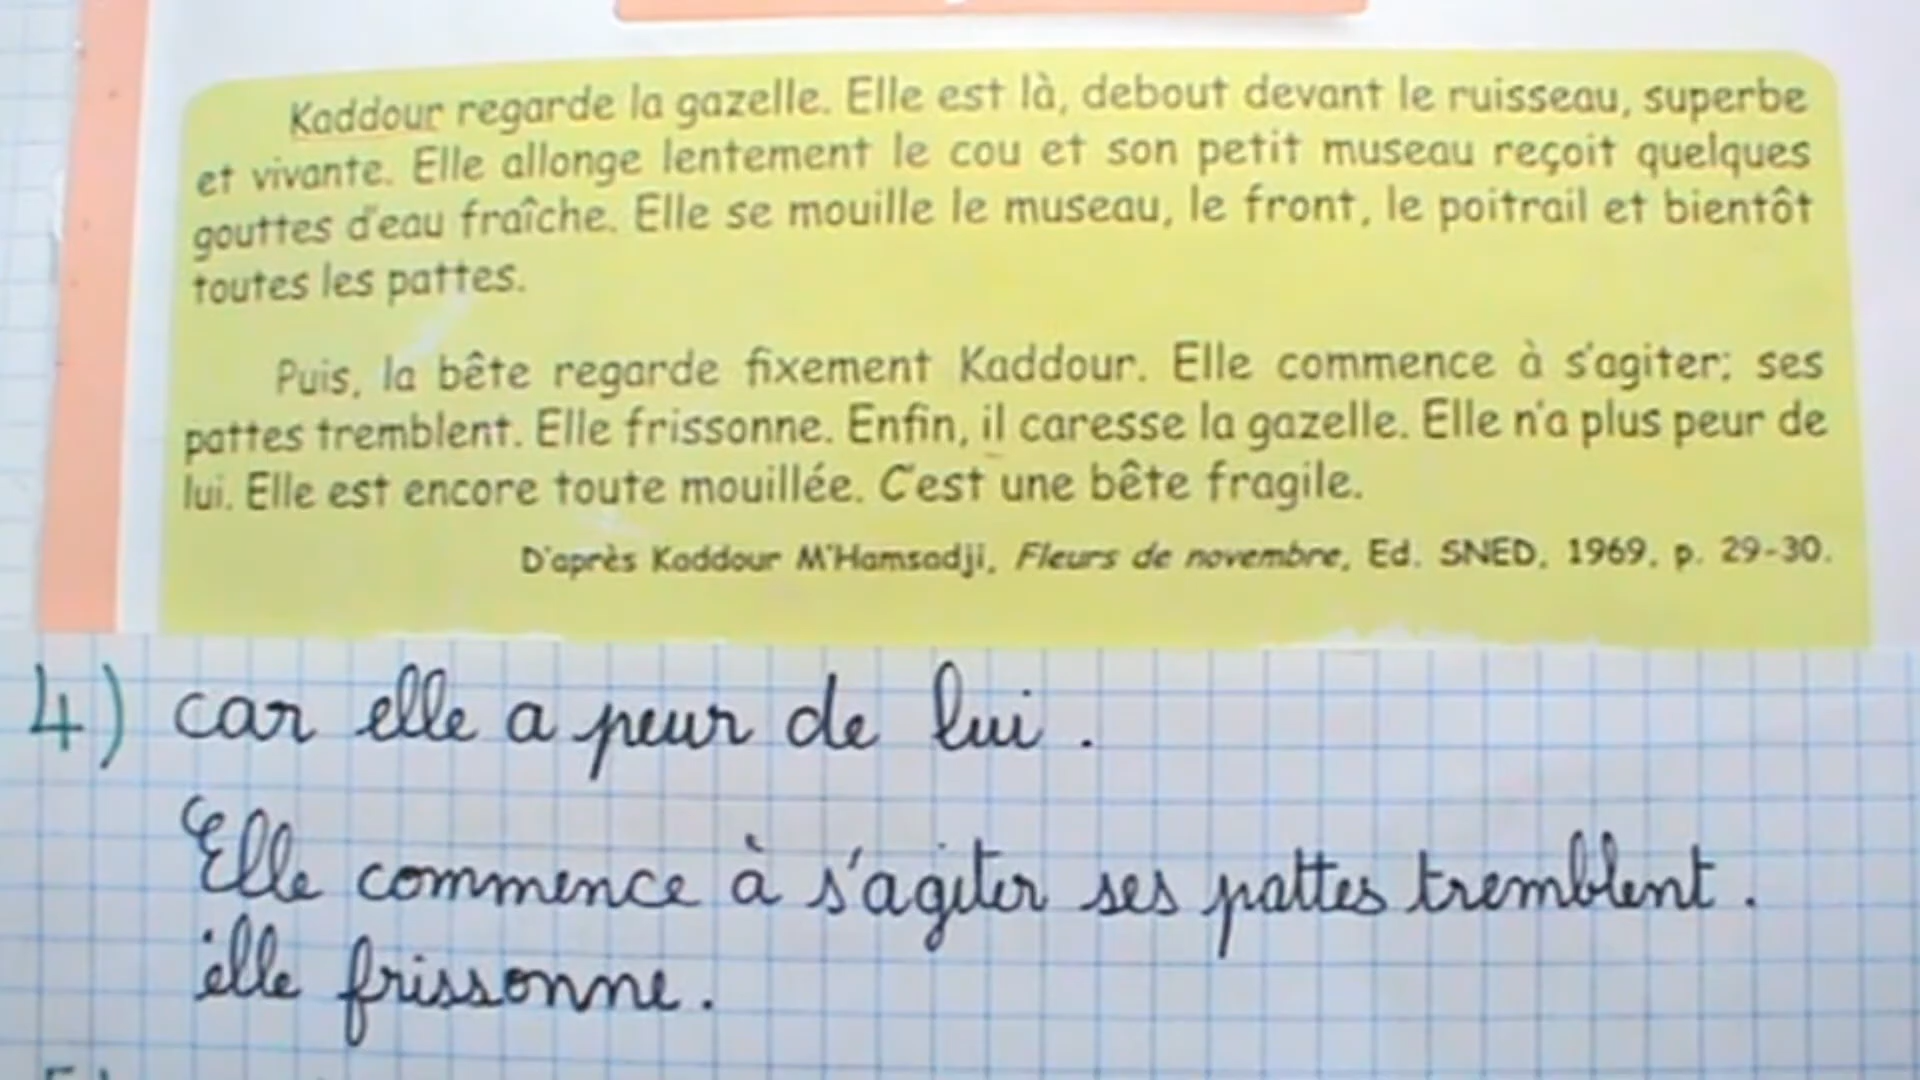 Kaddour regarde la gazelle. Elle est là, debout devant le ruisseau, superbe
et vivante. Elle allonge lentement le cou et son petit museau reçoit quelques
gouttes d'eau fraîche. Elle se mouille le museau, le front, le poitrail et bientôt
toutes les pattes.
Puis, la bête regarde fixement Kaddour. Elle commence à s'agiter; ses
pattes tremblent. Elle frissonne. Enfin, il caresse la gazelle. Elle n'a plus peur de
lui. Elle est encore toute mouillée. C'est une bête fragile.
D'après Kaddour M'Hamsadji, Fleurs de novembre, Ed. SNED, 1969, p. 29-30.
4) car elle a peur de lui.
Elle commence à s'agiter ses pattes tremblent.
elle frissonne.